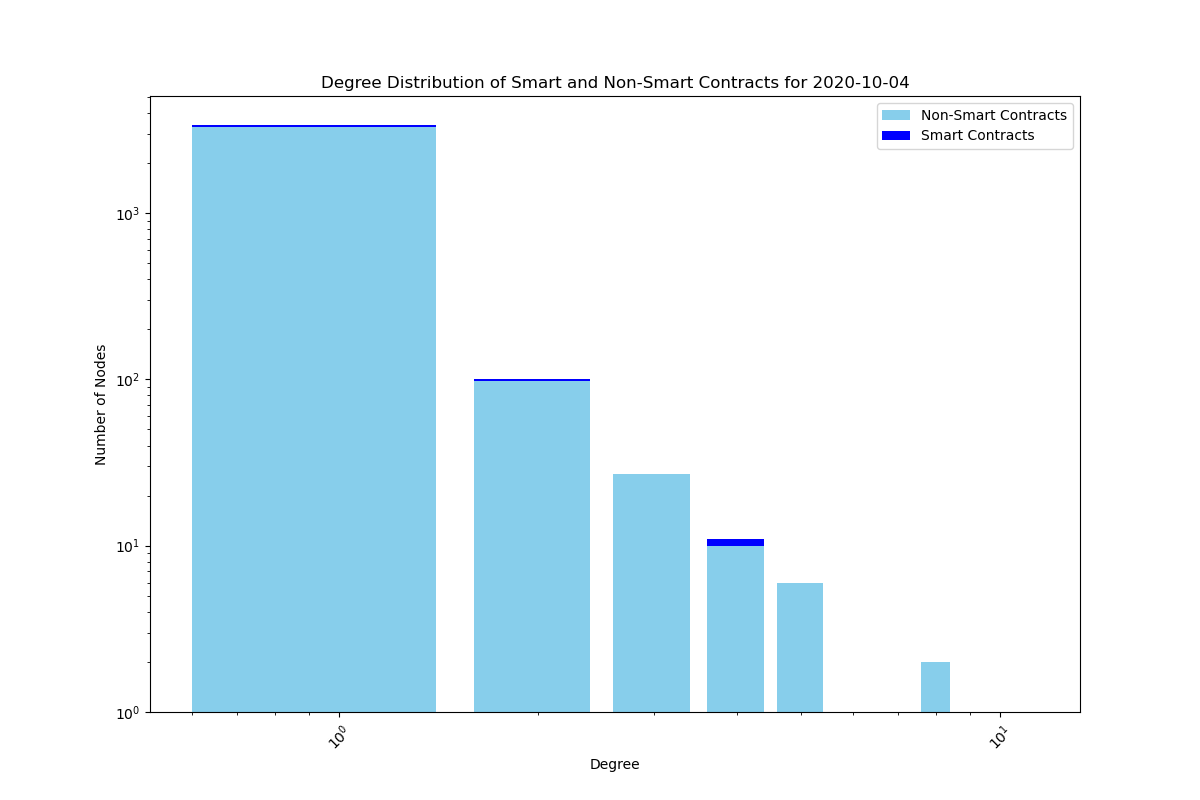 Degree Distribution of Smart and Non-Smart Contracts for 2020-10-04
Non-Smart Contracts
Smart Contracts
Number of Nodes
10³
10²
10¹
10⁰
10⁰
10¹
Degree